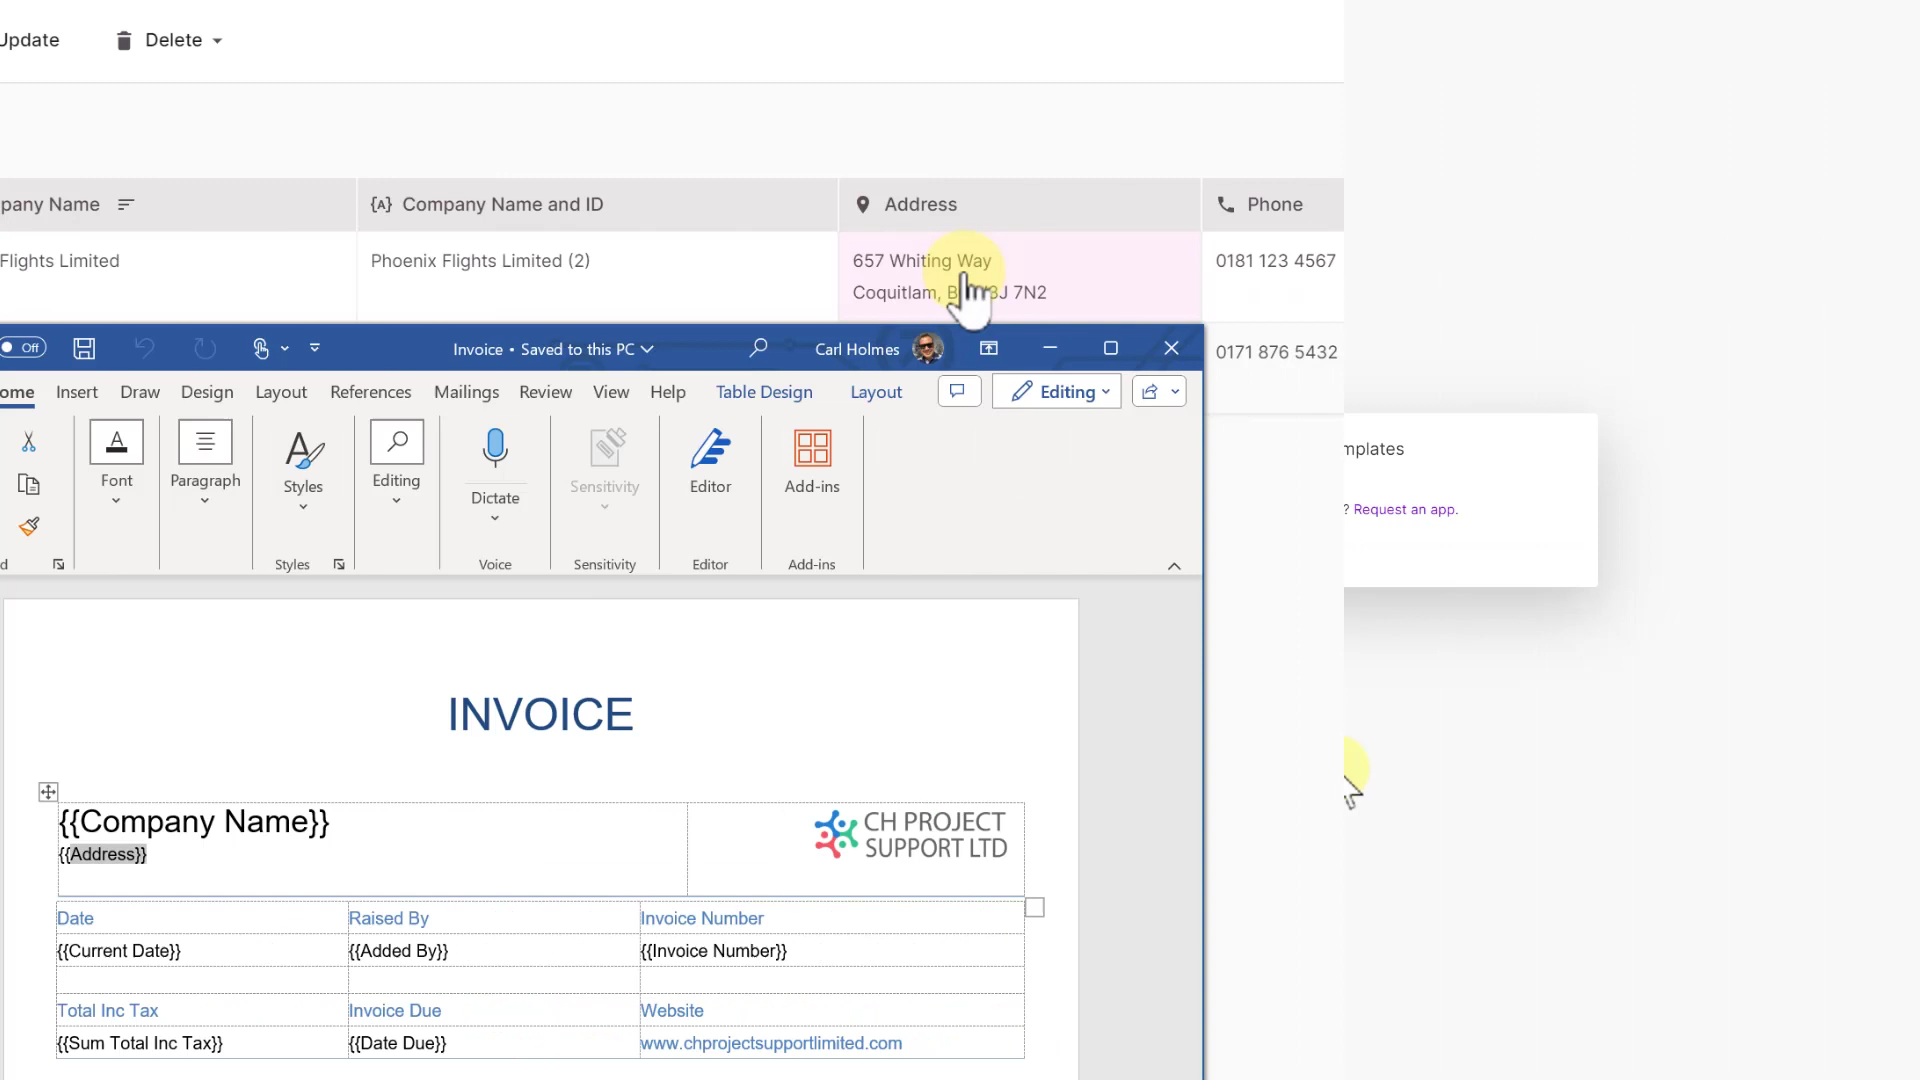 Update
Delete
pany Name
{A} Company Name and ID
Address
Phone
Flights Limited
Phoenix Flights Limited (2)
657 Whiting Way
Coquitlam,
7N2
0181 123 4567
0171 876 5432
Off
Invoice • Saved to this PC
Carl Holmes
ome
Insert
Draw
Design
Layout
References
Mailings
Review
View
Help
Table Design
Layout
Editing
Font
Paragraph
Styles
Editing
Dictate
Sensitivity
Editor
Add-ins
d
Styles
Voice
Sensitivity
Editor
Add-ins
mplates
? Request an app.
INVOICE
{{Company Name}}
{{Address}}
CH PROJECT
SUPPORT LTD
Date
Raised By
Invoice Number
{{Current Date}}
{{Added By}}
{{Invoice Number}}
Total Inc Tax
Invoice Due
Website
{{Sum Total Inc Tax}}
{{Date Due}}
www.chprojectsupportlimited.com